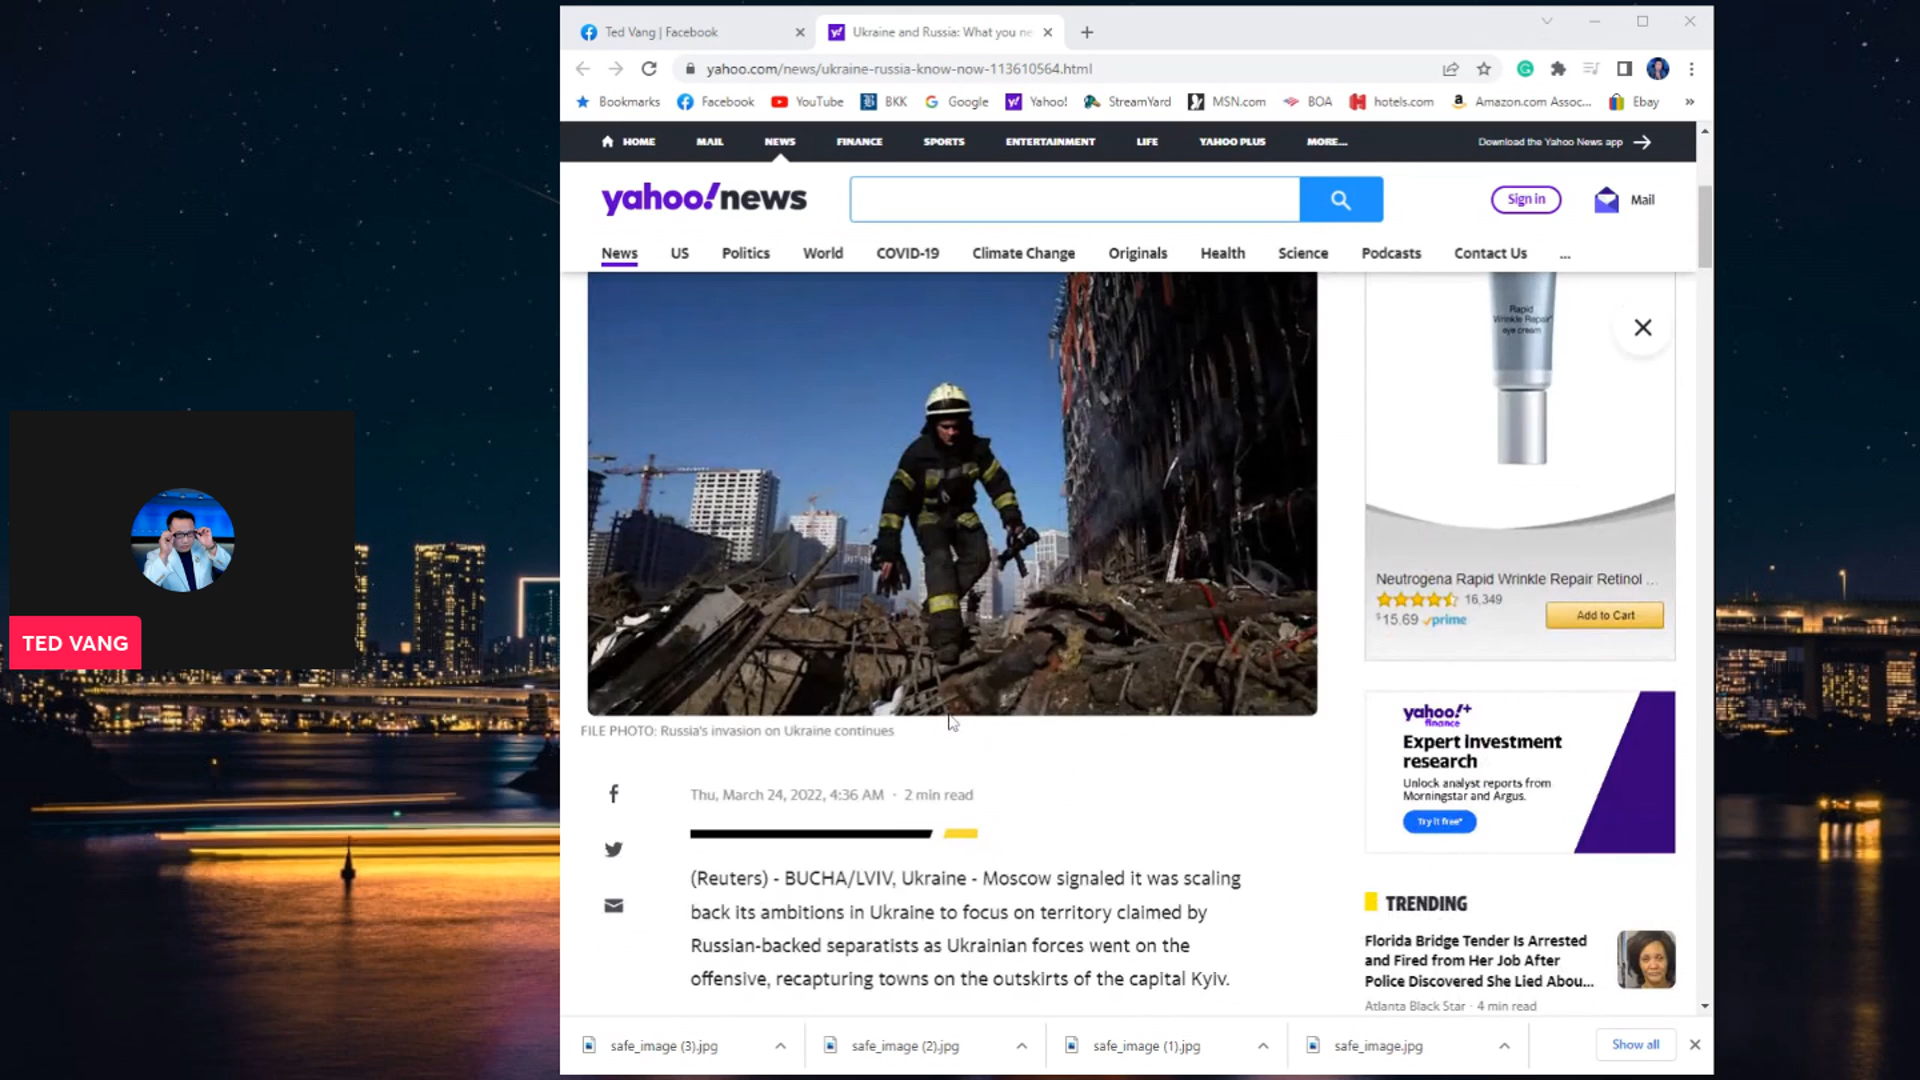 Ted Vang | Facebook
Ukraine and Russia: What you ne
yahoo.com/news/ukraine-russia-know-now-113610564.html
Bookmarks Facebook YouTube BKK Google Yahoo! StreamYard MSN.com BOA hotels.com Amazon.com Assoc... Ebay »
HOME MAIL NEWS FINANCE SPORTS ENTERTAINMENT LIFE YAHOO PLUS MORE... Download the Yahoo News app
yahoo!news
Sign in
Mail
News US Politics World COVID-19 Climate Change Originals Health Science Podcasts Contact Us ...
Rapid
Wrinkle Repair
eye cream
Neutrogena Rapid Wrinkle Repair Retinol ...
16,349
$15.69 prime
Add to Cart
TED VANG
FILE PHOTO: Russia's invasion on Ukraine continues
yahoo!+
finance
Expert investment
research
Unlock analyst reports from
Morningstar and Argus.
Try it free*
Thu, March 24, 2022, 4:36 AM · 2 min read
(Reuters) - BUCHA/LVIV, Ukraine - Moscow signaled it was scaling
back its ambitions in Ukraine to focus on territory claimed by
Russian-backed separatists as Ukrainian forces went on the
offensive, recapturing towns on the outskirts of the capital Kyiv.
TRENDING
Florida Bridge Tender Is Arrested
and Fired from Her Job After
Police Discovered She Lied Abou...
Atlanta Black Star · 4 min read
safe_image (3).jpg
safe_image (2).jpg
safe_image (1).jpg
safe_image.jpg
Show all